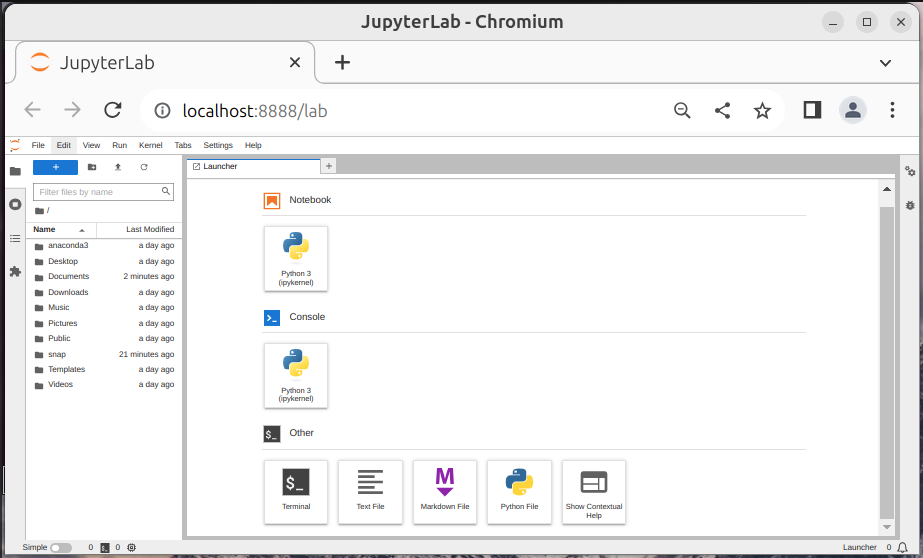 JupyterLab - Chromium
JupyterLab
localhost:8888/lab
File Edit View Run Kernel Tabs Settings Help
Launcher
Filter files by name
/
Name Last Modified
anaconda3 a day ago
Desktop a day ago
Documents 2 minutes ago
Downloads a day ago
Music a day ago
Pictures a day ago
Public a day ago
snap 21 minutes ago
Templates a day ago
Videos a day ago
Notebook
Python 3
(ipykernel)
Console
Python 3
(ipykernel)
$_ Other
$_
Terminal
Text File
M
Markdown File
Python File
Show Contextual
Help
Simple 0 $_ 0
Launcher 0